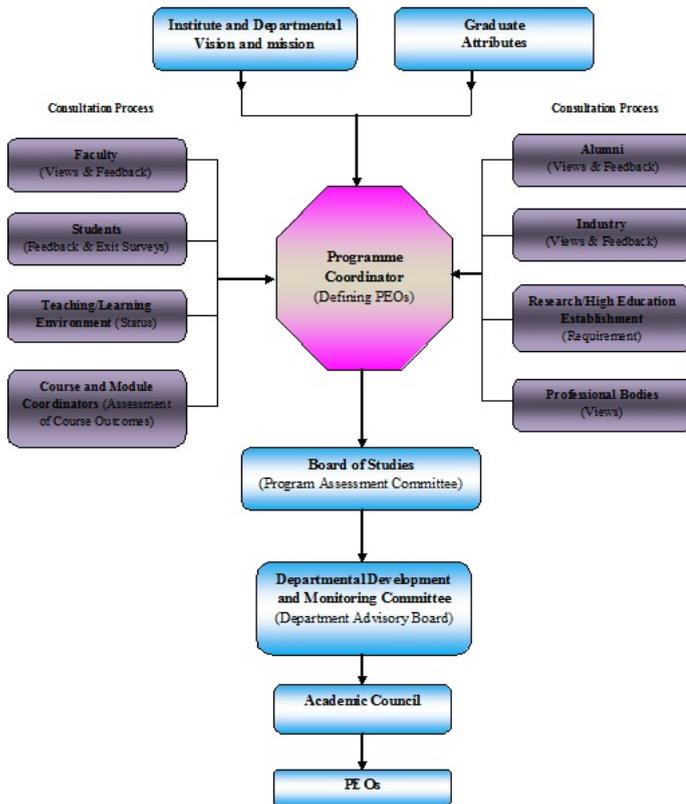 Institute and Departmental
Vision and mission
Graduate
Attributes
Consultation Process
Consultation Process
Faculty
(Views & Feedback)
Students
(Feedback & Exit Surveys)
Teaching/Learning
Environment (Status)
Course and Module
Coordinators (Assessment
of Course Outcomes)
Programme
Coordinator
(Defining PEOs)
Alumni
(Views & Feedback)
Industry
(Views & Feedback)
Research/High Education
Establishment
(Requirement)
Professional Bodies
(Views)
Board of Studies
(Program Assessment Committee)
Departmental Development
and Monitoring Committee
(Department Advisory Board)
Academic Council
PEOs